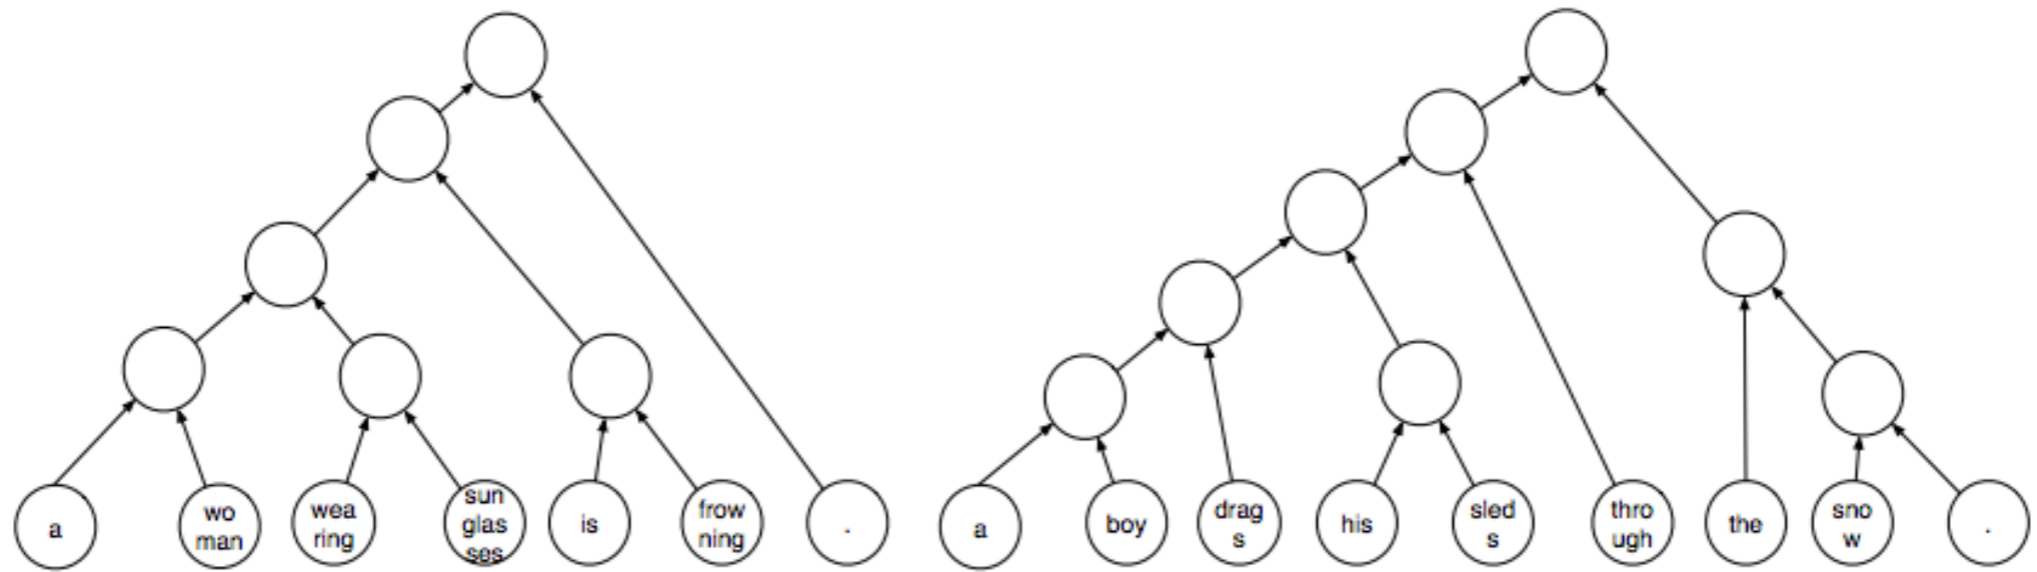 a
wo
man
wea
ring
sun
glas
ses
is
frow
ning
.
a
boy
drag
s
his
sled
s
thro
ugh
the
sno
w
.